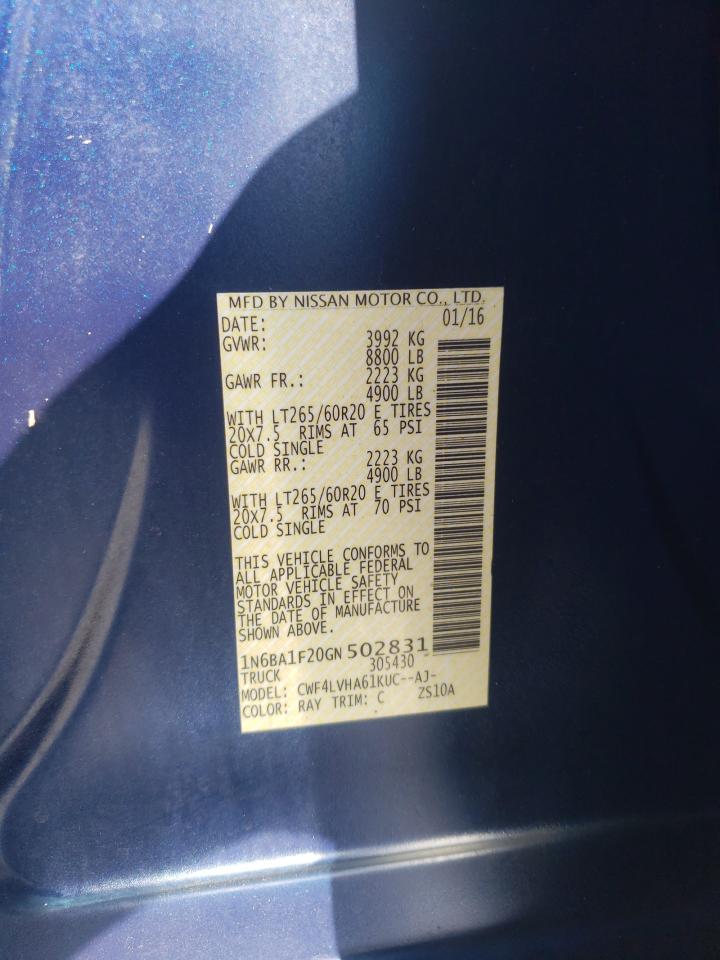 MFD BY NISSAN MOTOR CO., LTD.
DATE: 01/16
GVWR: 3992 KG
8800 LB
GAWR FR.: 2223 KG
4900 LB
WITH LT265/60R20 E TIRES
20X7.5 RIMS AT 65 PSI
COLD SINGLE
GAWR RR.: 2223 KG
4900 LB
WITH LT265/60R20 E TIRES
20X7.5 RIMS AT 70 PSI
COLD SINGLE
THIS VEHICLE CONFORMS TO
ALL APPLICABLE FEDERAL
MOTOR VEHICLE SAFETY
STANDARDS IN EFFECT ON
THE DATE OF MANUFACTURE
SHOWN ABOVE.
1N6BA1F20GN502831
TRUCK 305430
MODEL: CWF4LVHA61KUC--AJ-
COLOR: RAY TRIM: C ZS10A